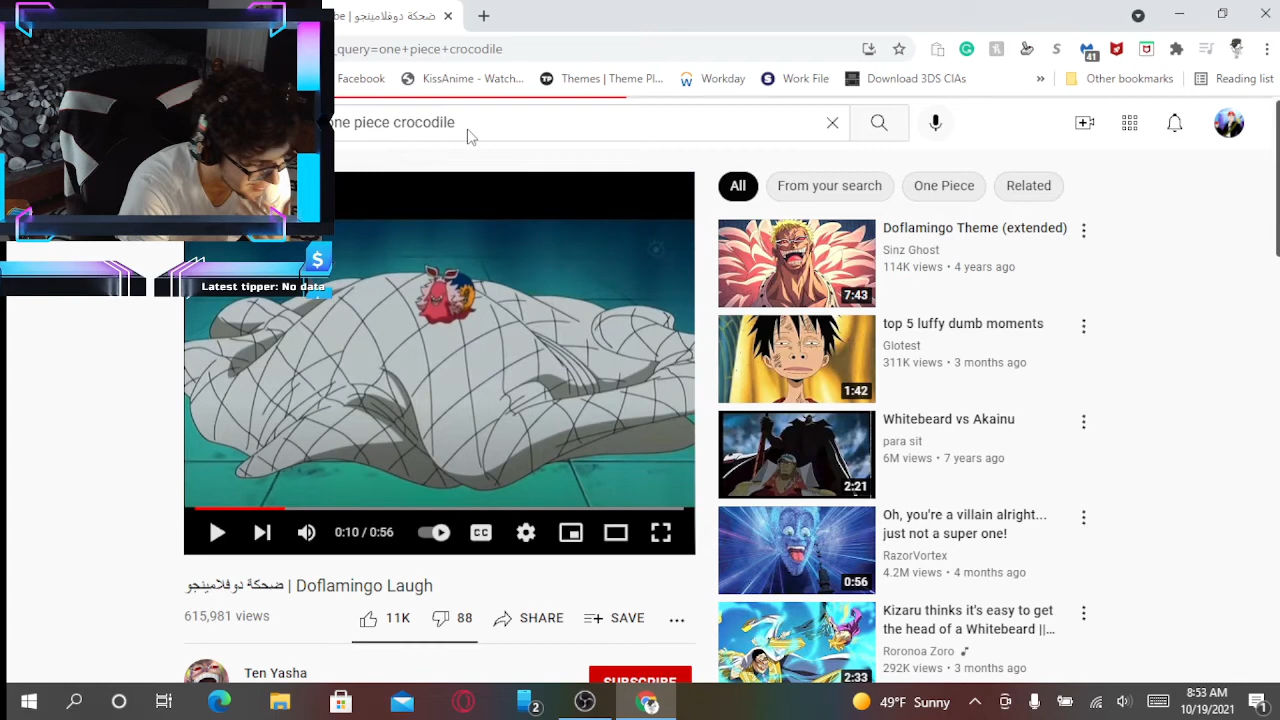 be | ضحكة دوفلامينجو
_query=one+piece+crocodile
41
Facebook
KissAnime - Watch...
Themes | Theme Pl...
Workday
Work File
Download 3DS CIAs
Other bookmarks
Reading list
ne piece crocodile
Latest tipper: No data
$
All
From your search
One Piece
Related
Doflamingo Theme (extended)
Sinz Ghost
114K views • 4 years ago
7:43
top 5 luffy dumb moments
Glotest
311K views • 3 months ago
1:42
Whitebeard vs Akainu
para sit
6M views • 7 years ago
2:21
Oh, you're a villain alright...
just not a super one!
RazorVortex
4.2M views • 4 months ago
0:56
Kizaru thinks it's easy to get
the head of a Whitebeard ||...
Roronoa Zoro
292K views • 3 months ago
2:33
0:10 / 0:56
CC
ضحكة دوفلامينجو | Doflamingo Laugh
615,981 views
11K
88
SHARE
SAVE
Ten Yasha
SUBSCRIBE
2
49°F Sunny
8:53 AM
10/19/2021
1